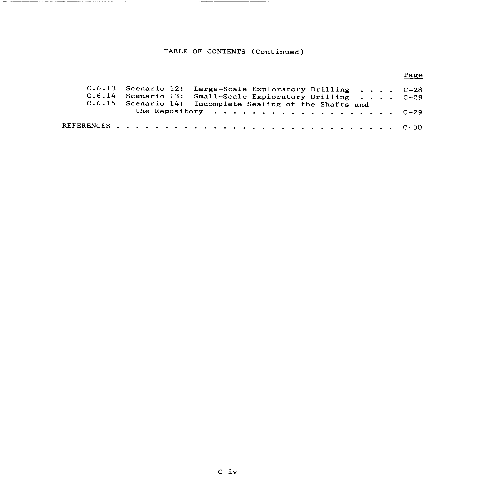 TABLE OF CONTENTS (Continued)
Page
C.6.13 Scenario 12: Large-Scale Exploratory Drilling . . . . C-28
C.6.14 Scenario 13: Small-Scale Exploratory Drilling . . . . C-28
C.6.15 Scenario 14: Incomplete Sealing of the Shafts and
the Repository . . . . . . . . . . . . . . . . . . . C-29
REFERENCES . . . . . . . . . . . . . . . . . . . . . . . . . . . . . C-30
C-iv